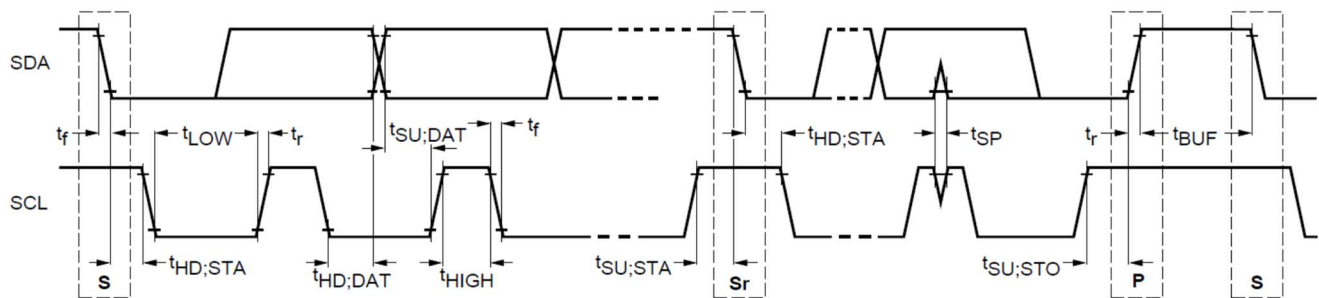 SDA
t_f t_LOW t_r t_SU;DAT t_f t_HD;STA t_SP t_r t_BUF
SCL
t_HD;STA t_HD;DAT t_HIGH t_SU;STA t_SU;STO
S Sr P S